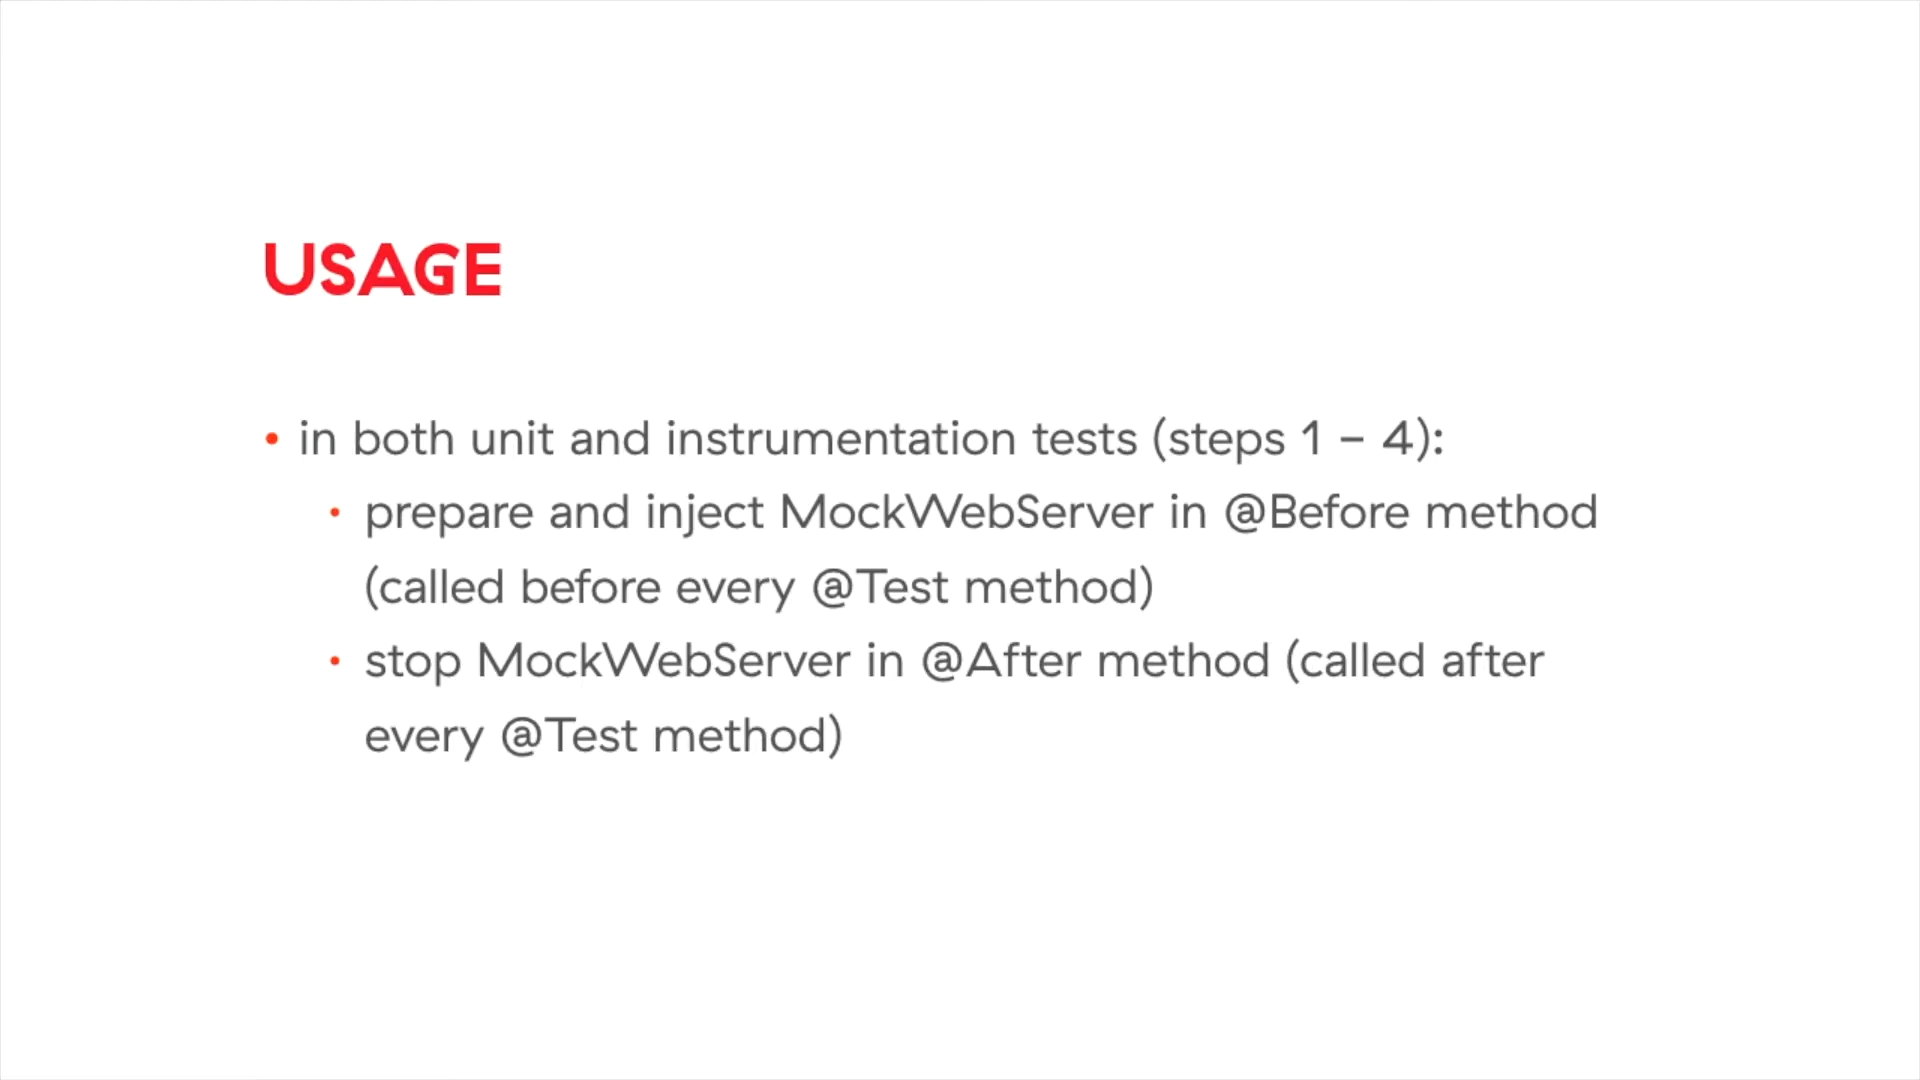 USAGE
• in both unit and instrumentation tests (steps 1 – 4):
• prepare and inject MockWebServer in @Before method
(called before every @Test method)
• stop MockWebServer in @After method (called after
every @Test method)